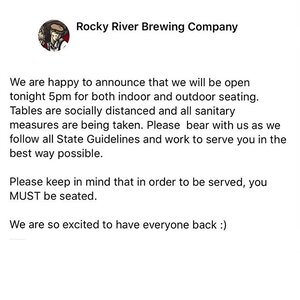 Rocky River Brewing Company
We are happy to announce that we will be open
tonight 5pm for both indoor and outdoor seating.
Tables are socially distanced and all sanitary
measures are being taken. Please  bear with us as we
follow all State Guidelines and work to serve you in the
best way possible.
Please keep in mind that in order to be served, you
MUST be seated.
We are so excited to have everyone back :)